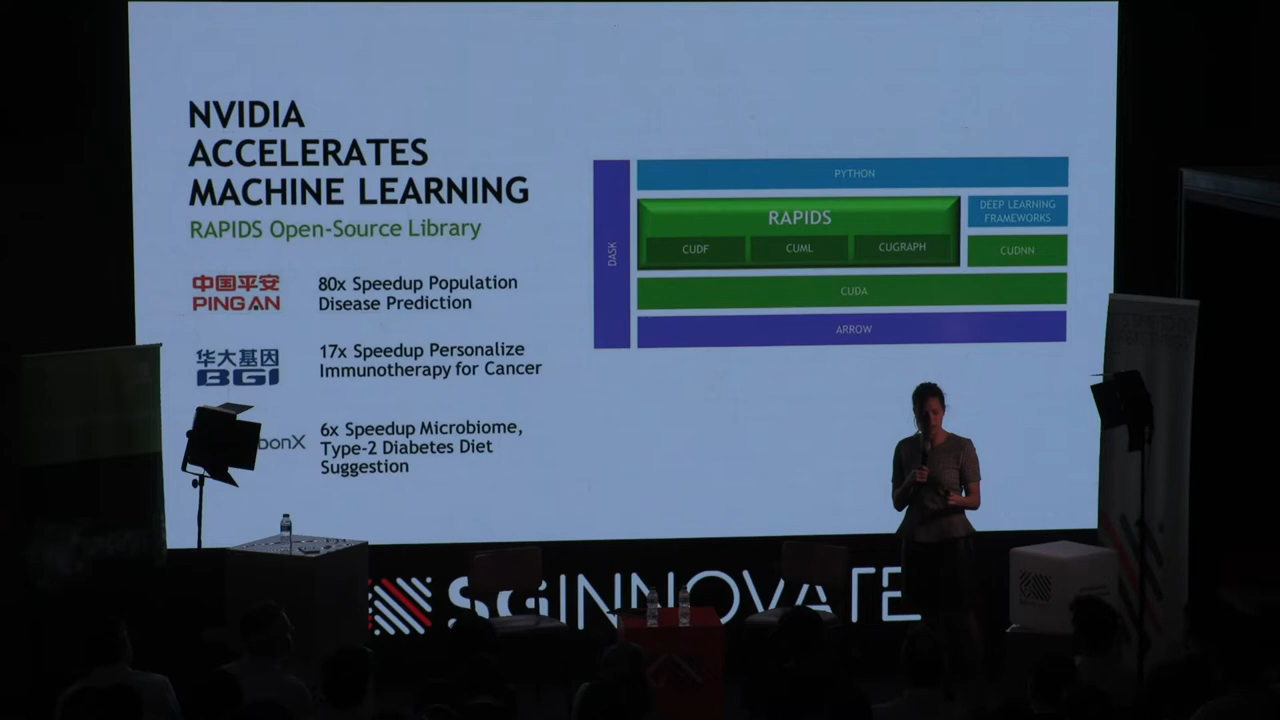 NVIDIA
ACCELERATES
MACHINE LEARNING
RAPIDS Open-Source Library
中国平安
PING AN
80x Speedup Population
Disease Prediction
华大基因
BGI
17x Speedup Personalize
Immunotherapy for Cancer
onX
6x Speedup Microbiome,
Type-2 Diabetes Diet
Suggestion
DASK
PYTHON
RAPIDS
CUDF
CUML
CUGRAPH
DEEP LEARNING
FRAMEWORKS
CUDNN
CUDA
ARROW
SGINNOVATE